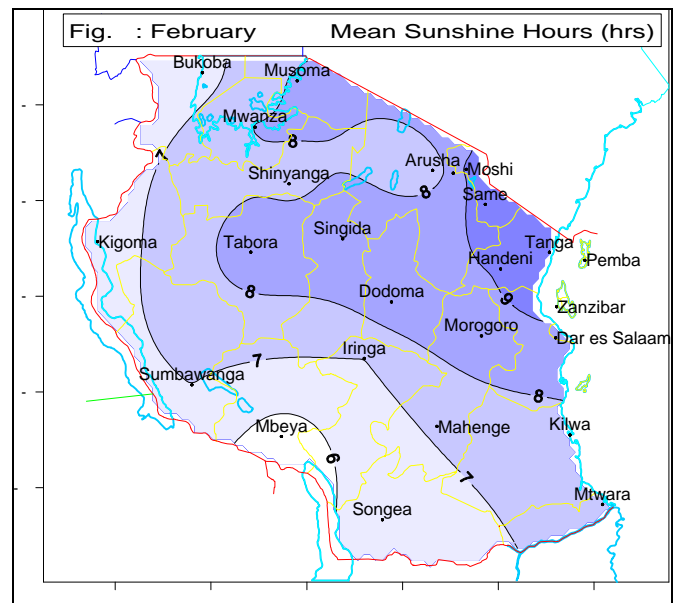 Fig. : February Mean Sunshine Hours (hrs)
Bukoba
Musoma
Mwanza
8
7
Arusha
Moshi
Shinyanga
8
Same
Singida
Kigoma
Tabora
Tanga
Handeni
Pemba
8
Dodoma
9
Zanzibar
Morogoro
Dar es Salaam
Iringa
7
Sumbawanga
8
Mbeya
Mahenge
Kilwa
6
7
Mtwara
Songea